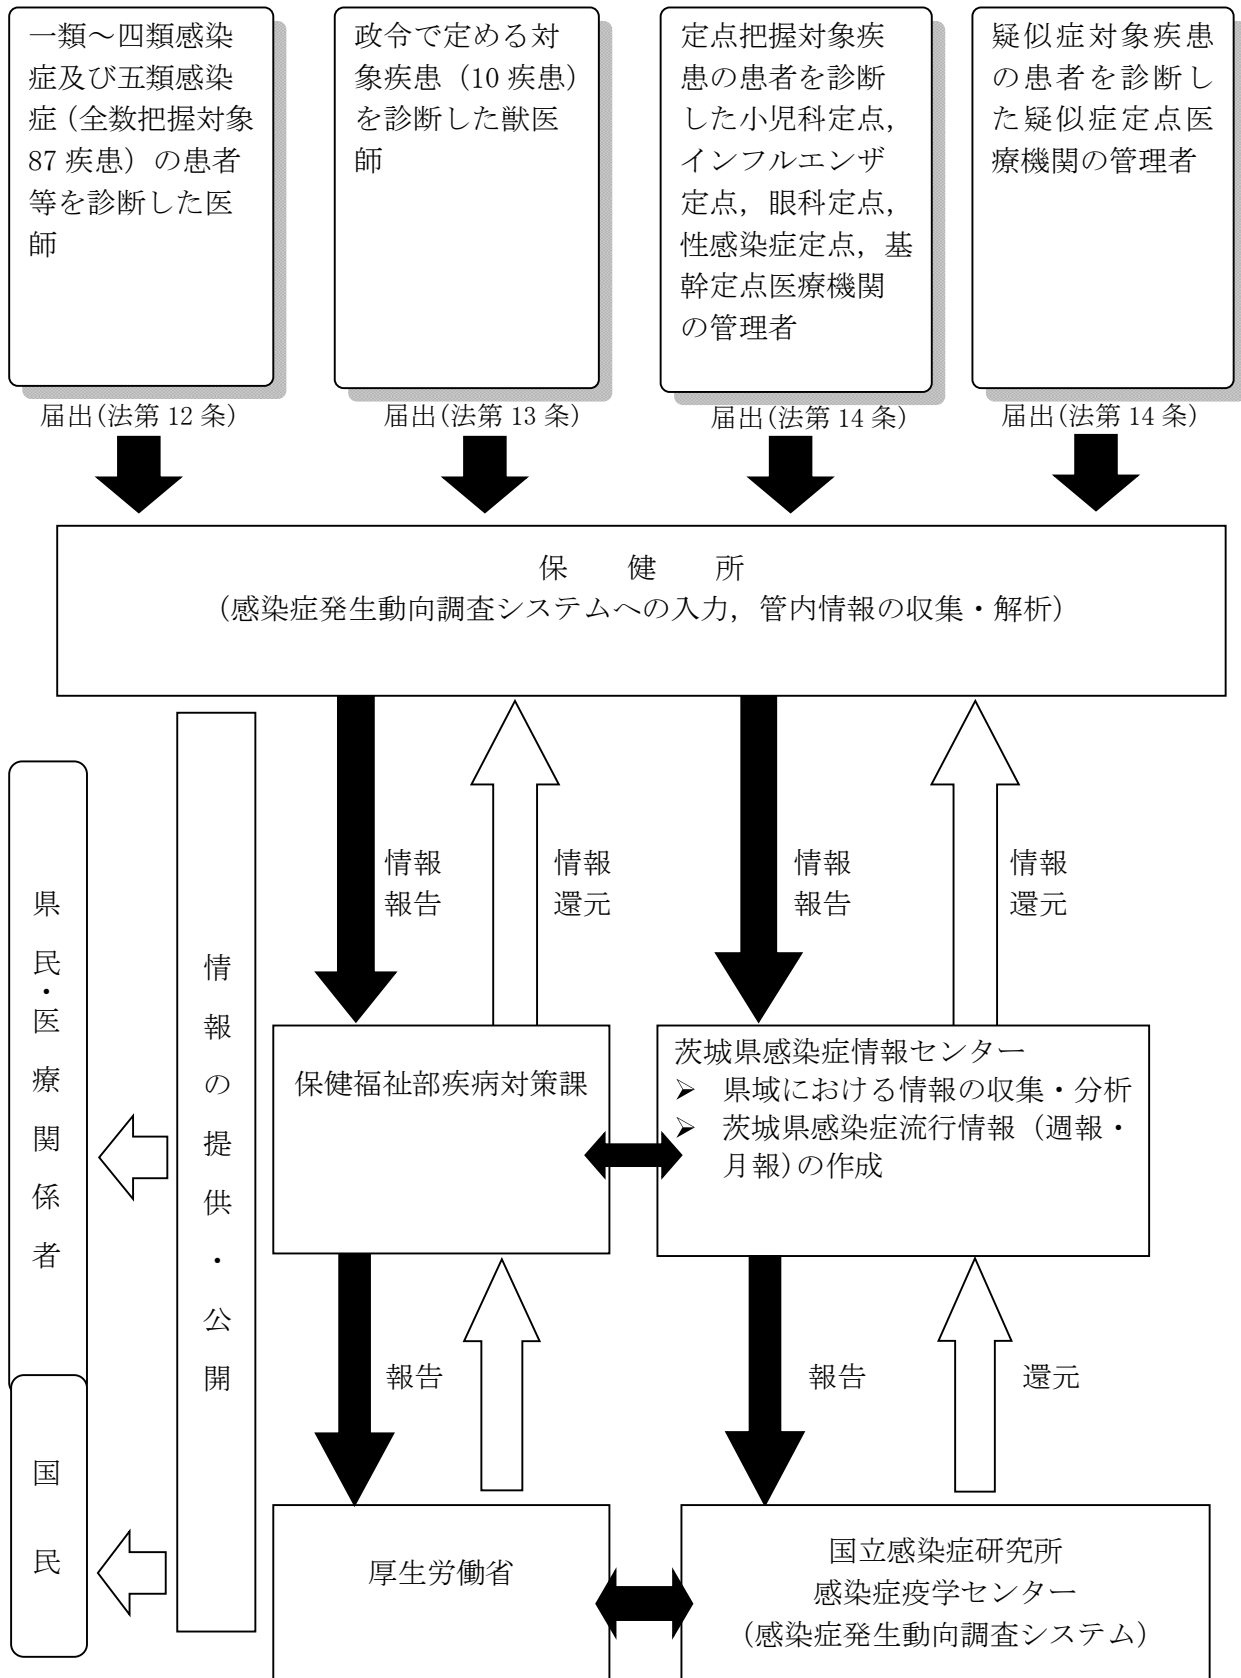 一類～四類感染
症及び五類感染
症（全数把握対象
87 疾患）の患者
等を診断した医
師
政令で定める対
象疾患（10 疾患）
を診断した獣医
師
定点把握対象疾
患の患者を診断
した小児科定点，
インフルエンザ
定点，眼科定点，
性感染症定点，基
幹定点医療機関
の管理者
疑似症対象疾患
の患者を診断し
た疑似症定点医
療機関の管理者
届出(法第 12 条)
届出(法第 13 条)
届出(法第 14 条)
届出(法第 14 条)
保　健　所
(感染症発生動向調査システムへの入力，管内情報の収集・解析)
情報
報告
情報
還元
情報
報告
情報
還元
県民・医療関係者
情報の提供・公開
保健福祉部疾病対策課
茨城県感染症情報センター
➢ 県域における情報の収集・分析
➢ 茨城県感染症流行情報（週報・
月報）の作成
報告
報告
還元
国民
厚生労働省
国立感染症研究所
感染症疫学センター
(感染症発生動向調査システム)